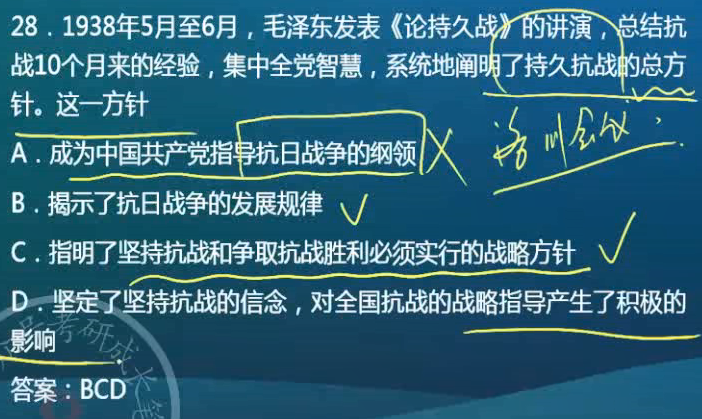 28．1938年5月至6月，毛泽东发表《论持久战》的讲演，总结抗
战10个月来的经验，集中全党智慧，系统地阐明了持久抗战的总方
针。这一方针
A．成为中国共产党指导抗日战争的纲领
洛川会议
B．揭示了抗日战争的发展规律
C．指明了坚持抗战和争取抗战胜利必须实行的战略方针
D．坚定了坚持抗战的信念，对全国抗战的战略指导产生了积极的
影响
答案：BCD